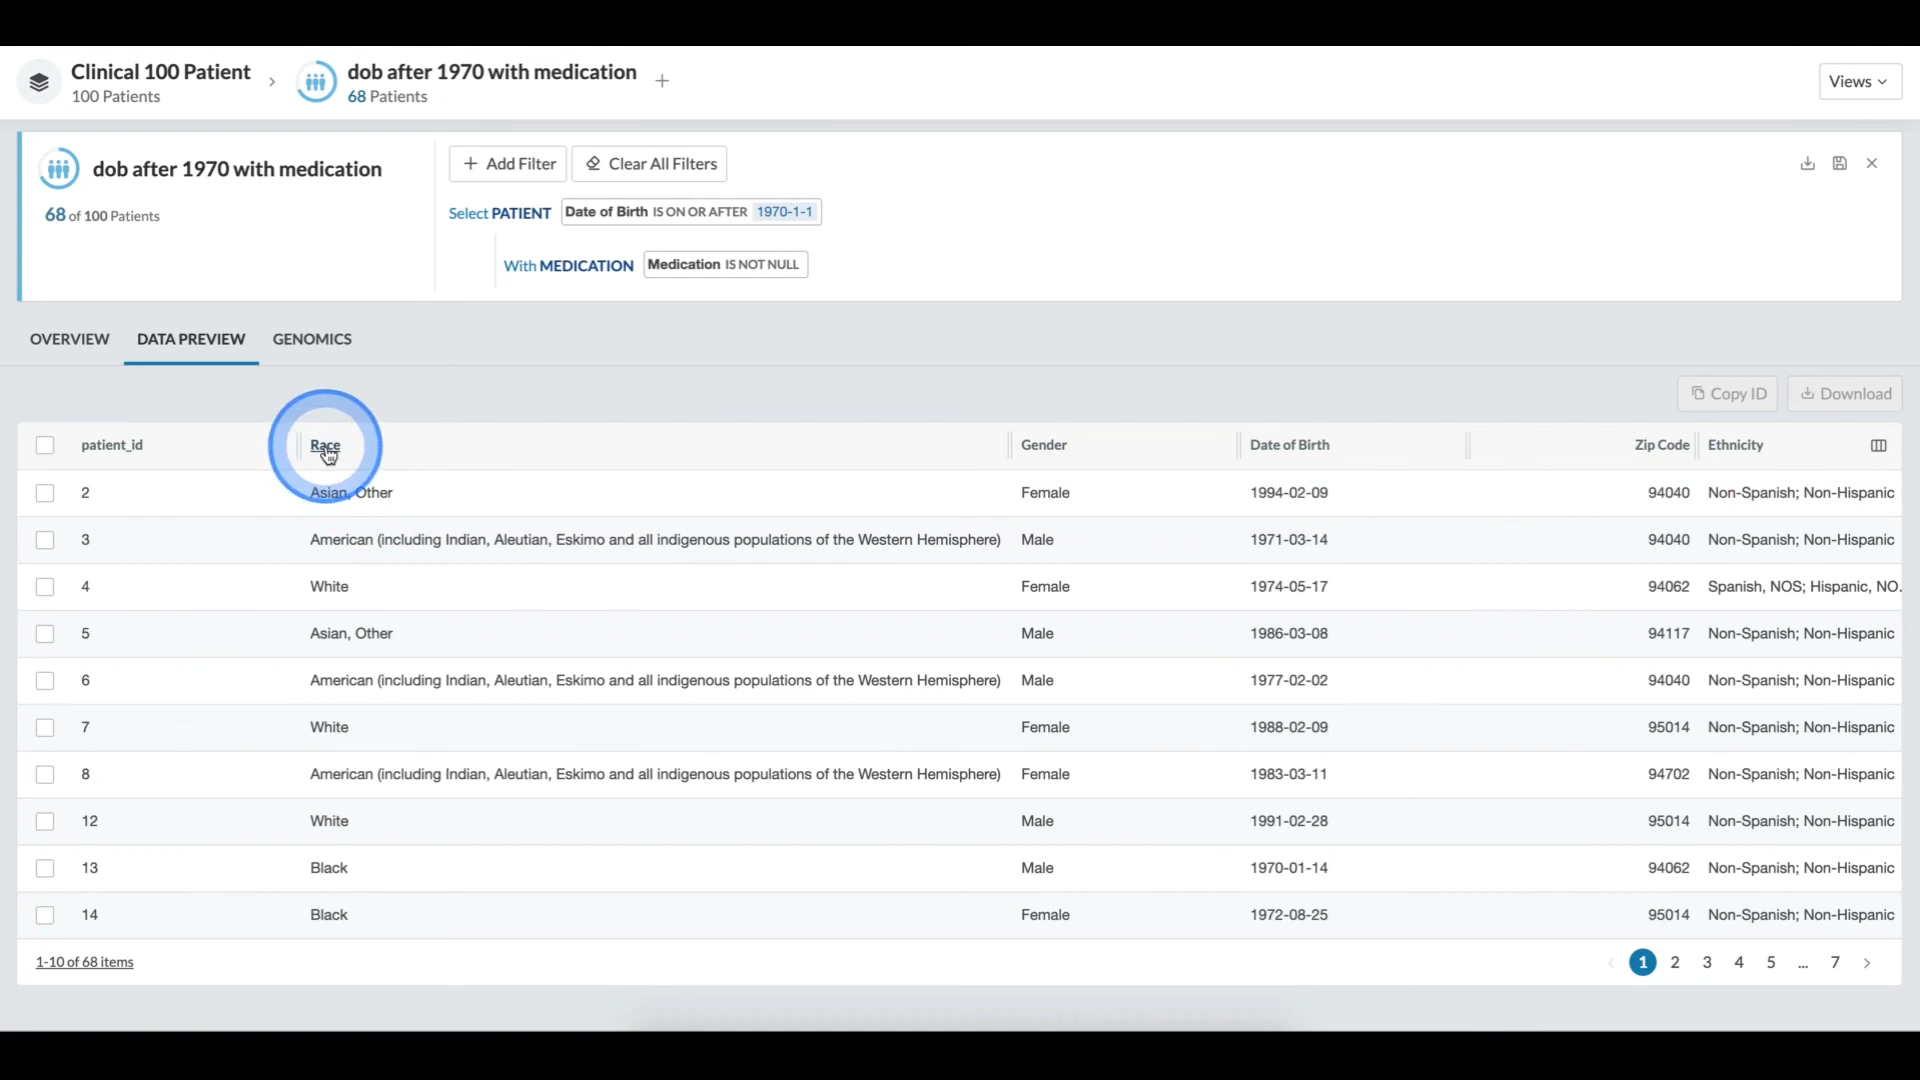 Clinical 100 Patient
100 Patients
dob after 1970 with medication
68 Patients
Views
dob after 1970 with medication
68 of 100 Patients
Add Filter
Clear All Filters
Select PATIENT Date of Birth IS ON OR AFTER 1970-1-1
With MEDICATION Medication IS NOT NULL
OVERVIEW DATA PREVIEW GENOMICS
Copy ID Download
patient_id Race Gender Date of Birth Zip Code Ethnicity
2 Asian, Other Female 1994-02-09 94040 Non-Spanish; Non-Hispanic
3 American (including Indian, Aleutian, Eskimo and all indigenous populations of the Western Hemisphere) Male 1971-03-14 94040 Non-Spanish; Non-Hispanic
4 White Female 1974-05-17 94062 Spanish, NOS; Hispanic, NO.
5 Asian, Other Male 1986-03-08 94117 Non-Spanish; Non-Hispanic
6 American (including Indian, Aleutian, Eskimo and all indigenous populations of the Western Hemisphere) Male 1977-02-02 94040 Non-Spanish; Non-Hispanic
7 White Female 1988-02-09 95014 Non-Spanish; Non-Hispanic
8 American (including Indian, Aleutian, Eskimo and all indigenous populations of the Western Hemisphere) Female 1983-03-11 94702 Non-Spanish; Non-Hispanic
12 White Male 1991-02-28 95014 Non-Spanish; Non-Hispanic
13 Black Male 1970-01-14 94062 Non-Spanish; Non-Hispanic
14 Black Female 1972-08-25 95014 Non-Spanish; Non-Hispanic
1-10 of 68 items 1 2 3 4 5 ... 7